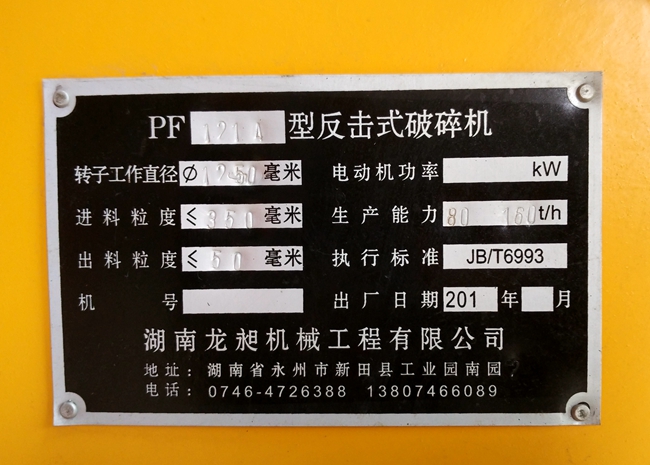 PF 1214 型反击式破碎机
转子工作直径 Ø 1250 毫米 电动机功率 kW
进料粒度 ≤ 350 毫米 生产能力 80 160 t/h
出料粒度 ≤ 50 毫米 执行标准 JB/T6993
机号 出厂日期 201 年 月
湖南龙昶机械工程有限公司
地址：湖南省永州市新田县工业园南园
电话：0746-4726388 13807466089